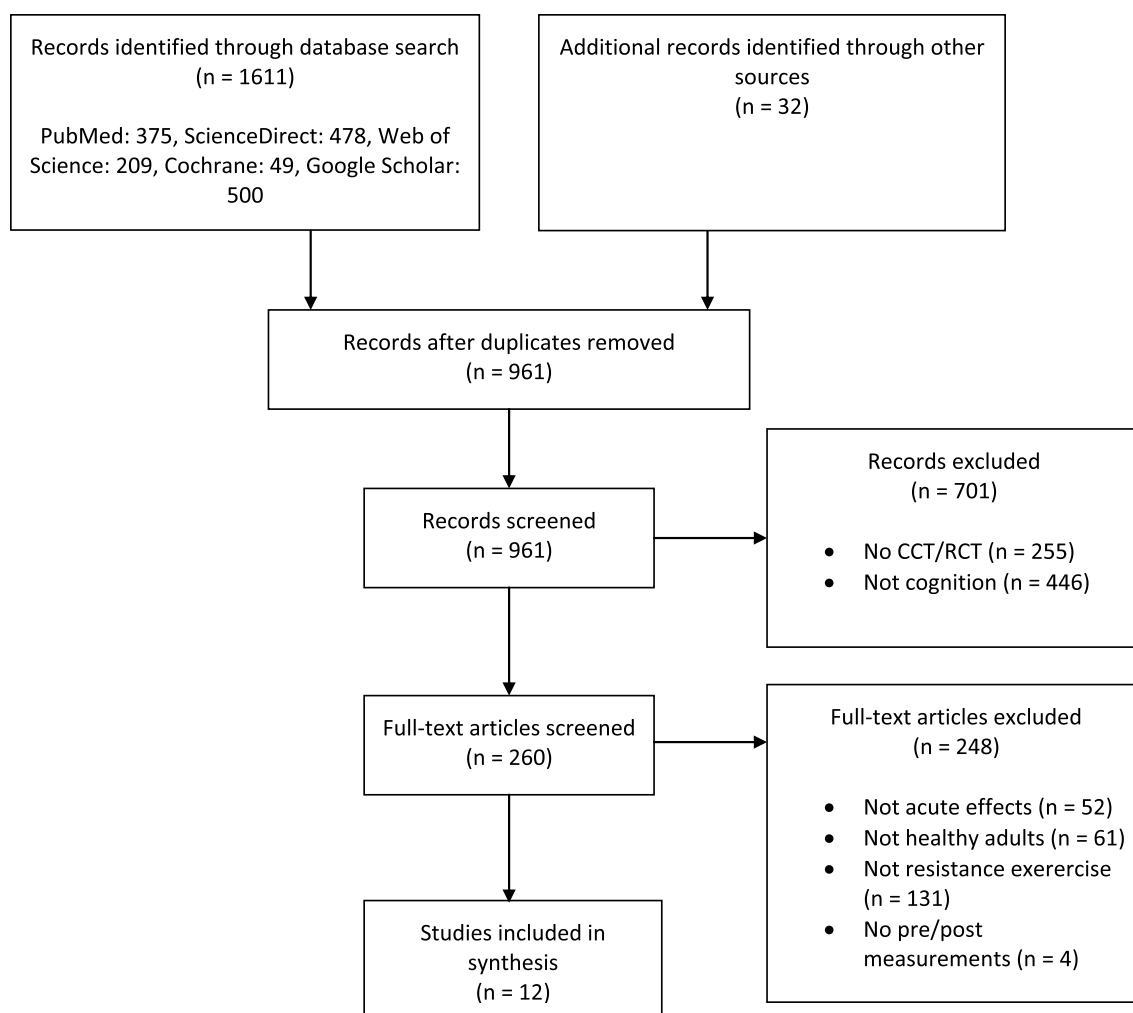 Records identified through database search
(n = 1611)
PubMed: 375, ScienceDirect: 478, Web of
Science: 209, Cochrane: 49, Google Scholar:
500
Additional records identified through other
sources
(n = 32)
Records after duplicates removed
(n = 961)
Records screened
(n = 961)
Records excluded
(n = 701)
• No CCT/RCT (n = 255)
• Not cognition (n = 446)
Full-text articles screened
(n = 260)
Full-text articles excluded
(n = 248)
• Not acute effects (n = 52)
• Not healthy adults (n = 61)
• Not resistance exerercise
(n = 131)
• No pre/post
measurements (n = 4)
Studies included in
synthesis
(n = 12)